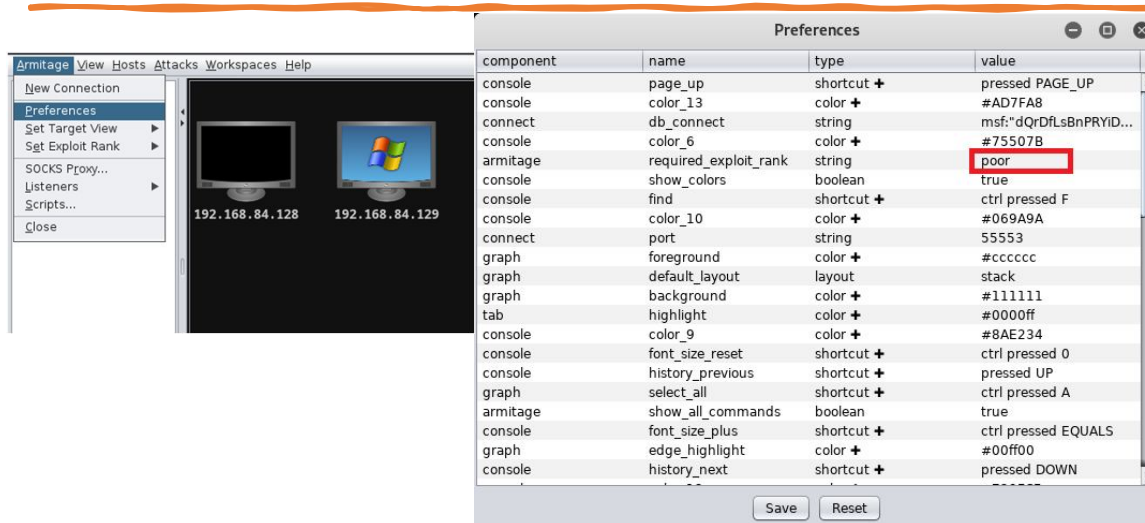 Armitage View Hosts Attacks Workspaces Help
New Connection
Preferences
Set Target View
Set Exploit Rank
SOCKS Proxy...
Listeners
Scripts...
Close
192.168.84.128 192.168.84.129
Preferences
component name type value
console page_up shortcut + pressed PAGE_UP
console color_13 color + #AD7FA8
connect db_connect string msf:"dQrDfLsBnPRYiD...
console color_6 color + #75507B
armitage required_exploit_rank string poor
console show_colors boolean true
console find shortcut + ctrl pressed F
console color_10 color + #069A9A
connect port string 55553
graph foreground color + #cccccc
graph default_layout layout stack
graph background color + #111111
tab highlight color + #0000ff
console color_9 color + #8AE234
console font_size_reset shortcut + ctrl pressed 0
console history_previous shortcut + pressed UP
graph select_all shortcut + ctrl pressed A
armitage show_all_commands boolean true
console font_size_plus shortcut + ctrl pressed EQUALS
graph edge_highlight color + #00ff00
console history_next shortcut + pressed DOWN
Save Reset